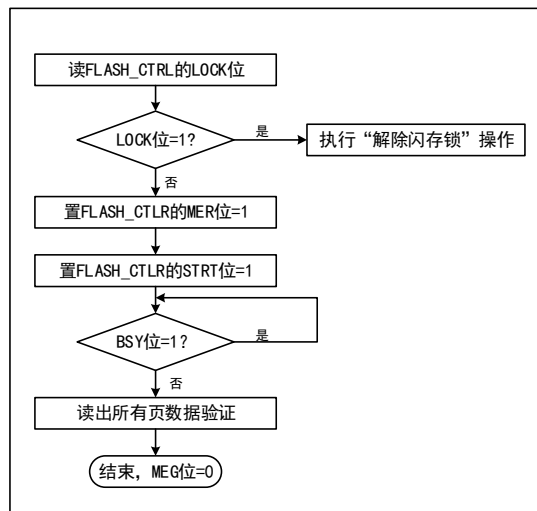 读FLASH_CTRL的LOCK位
LOCK位=1?
是
执行“解除闪存锁”操作
否
置FLASH_CTLR的MER位=1
置FLASH_CTLR的STRT位=1
BSY位=1?
是
否
读出所有页数据验证
结束, MEG位=0